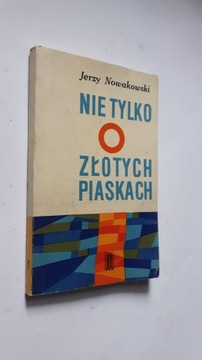 Jerzy Nowakowski
NIE TYLKO
O
ZŁOTYCH
PIASKACH